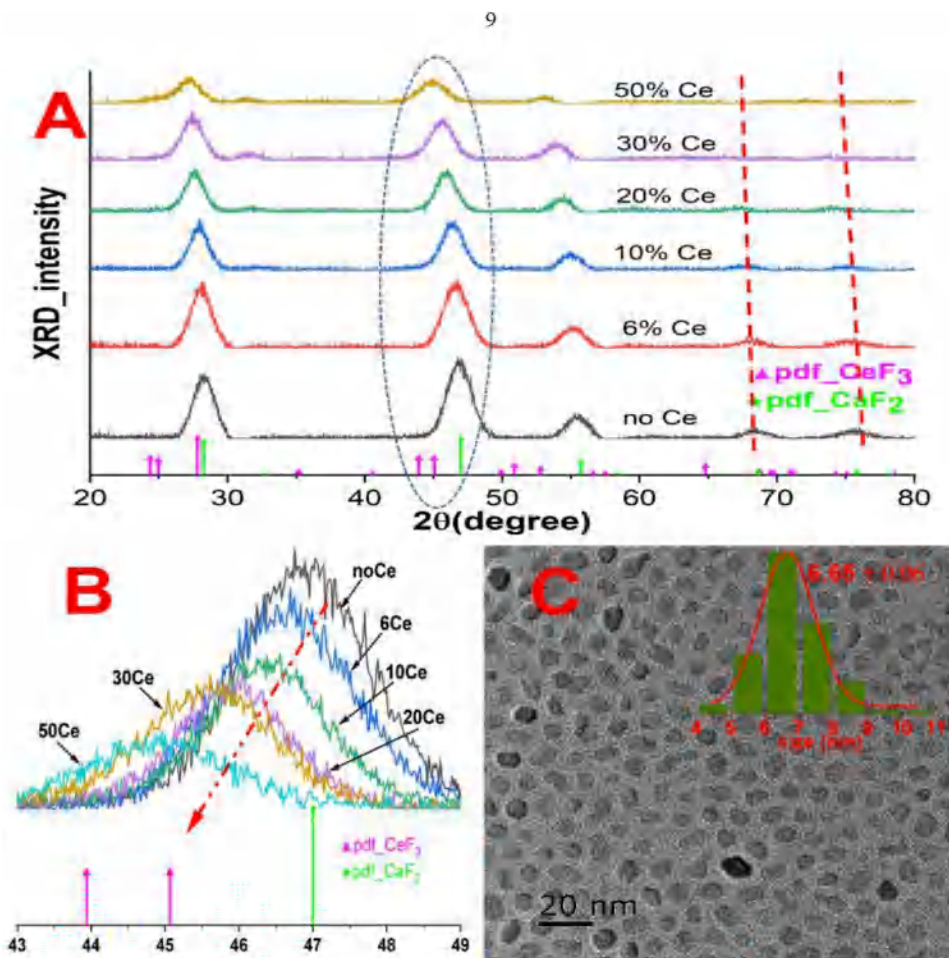 9
A
50% Ce
30% Ce
20% Ce
10% Ce
6% Ce
no Ce
pdf_CeF3
pdf_CaF2
XRD_intensity
20 30 40 50 60 70 80
2θ(degree)
B
noCe
6Ce
10Ce
20Ce
30Ce
50Ce
pdf_CeF3
pdf_CaF2
43 44 45 46 47 48 49
C
4 5 6 7 8 9 10 11
20 nm